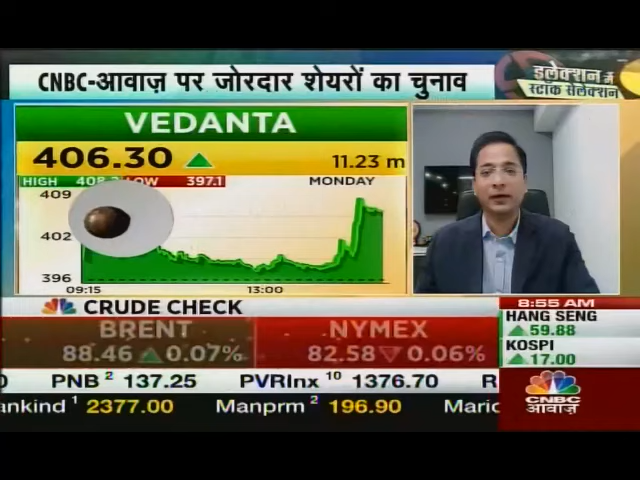 CNBC-आवाज़ पर जोरदार शेयरों का चुनाव
इलेक्शन में
स्टाक सेलेक्शन
VEDANTA
406.30
11.23 m
HIGH LOW 397.1
MONDAY
409
402
396
09:15 13:00
CRUDE CHECK
BRENT
88.46 0.07%
NYMEX
82.58 0.06%
8:55 AM
HANG SENG
59.88
KOSPI
17.00
PNB 2 137.25 PVRInx 10 1376.70 R
ankind 1 2377.00 Manprm 2 196.90 Maric
CNBC
आवाज़